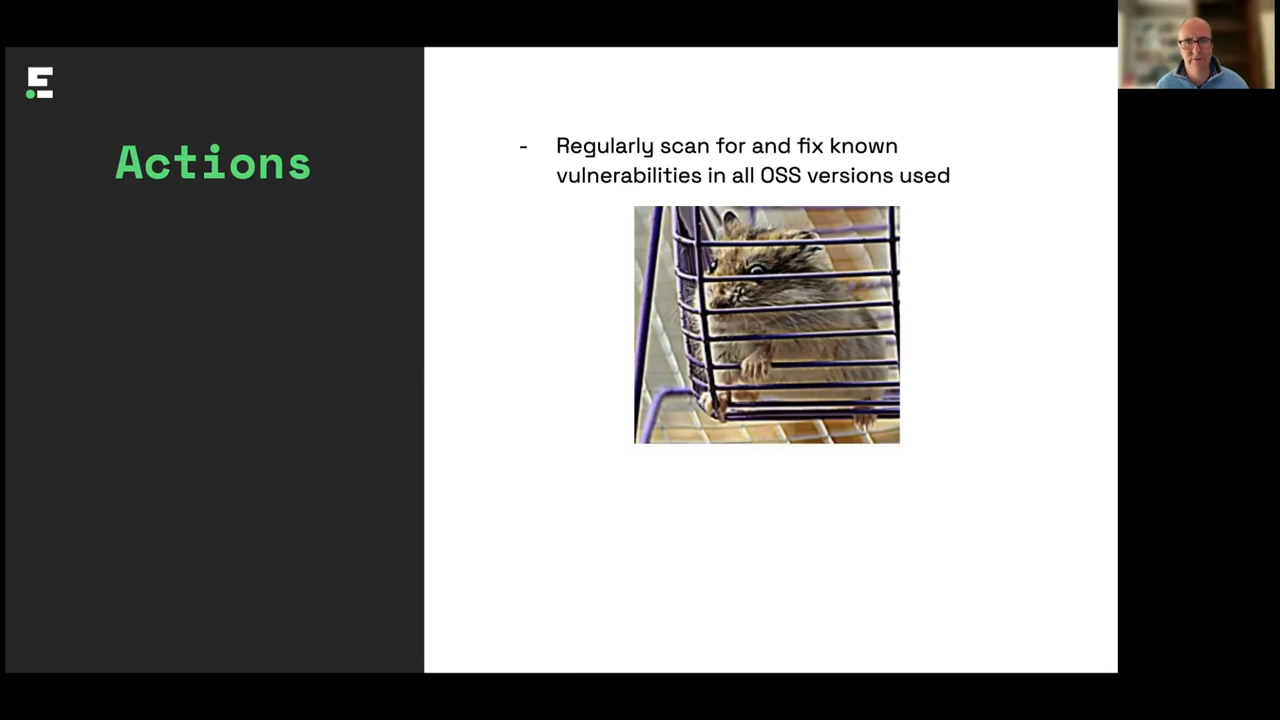 Actions
- Regularly scan for and fix known
vulnerabilities in all OSS versions used